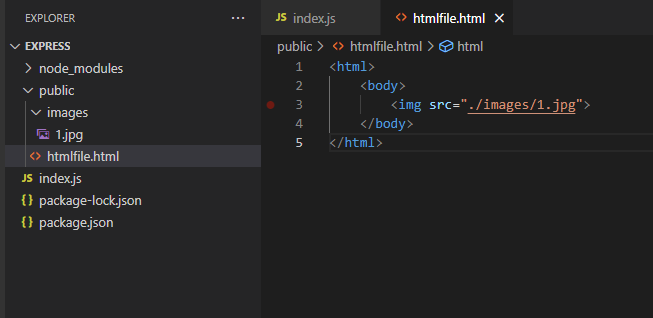 EXPLORER ···
EXPRESS
node_modules
public
images
1.jpg
<> htmlfile.html
JS index.js
{} package-lock.json
{} package.json
JS index.js <> htmlfile.html ×
public > <> htmlfile.html > html
1 <html>
2 <body>
3 <img src="./images/1.jpg">
4 </body>
5 </html>